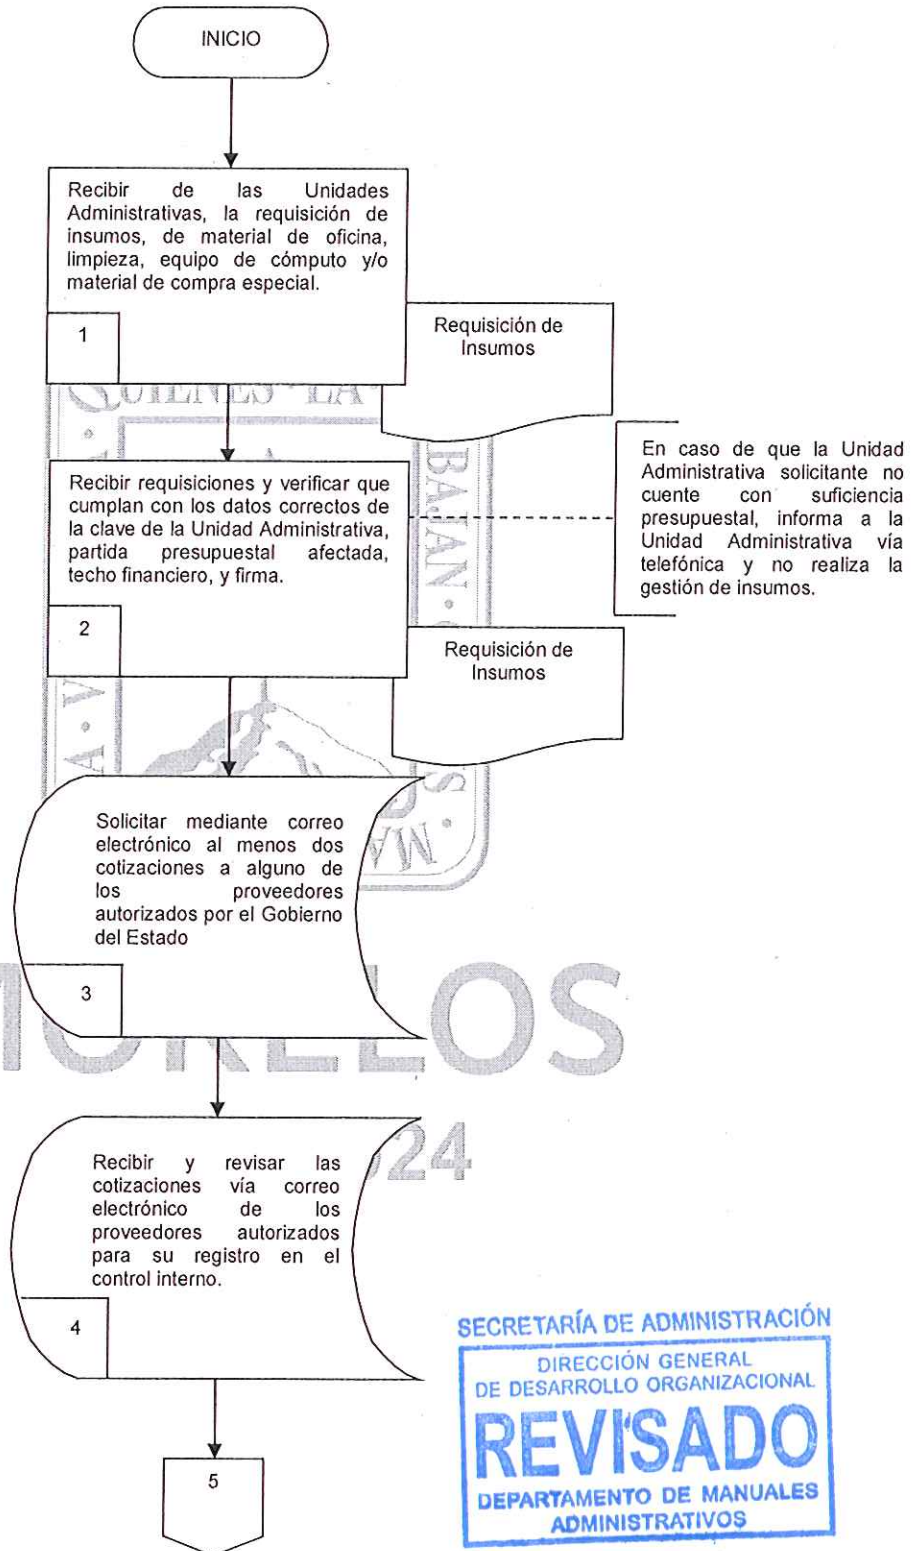 INICIO
Recibir de las Unidades
Administrativas, la requisición de
insumos, de material de oficina,
limpieza, equipo de cómputo y/o
material de compra especial.
1
Requisición de
Insumos
QUIENES · LA ·
Recibir requisiciones y verificar que
cumplan con los datos correctos de
la clave de la Unidad Administrativa,
partida presupuestal afectada,
techo financiero, y firma.
2
En caso de que la Unidad
Administrativa solicitante no
cuente con suficiencia
presupuestal, informa a la
Unidad Administrativa vía
telefónica y no realiza la
gestión de insumos.
BAJAN
Requisición de
Insumos
Solicitar mediante correo
electrónico al menos dos
cotizaciones a alguno de
los proveedores
autorizados por el Gobierno
del Estado
3
MORELOS
Recibir y revisar las
cotizaciones vía correo
electrónico de los
proveedores autorizados
para su registro en el
control interno.
4
24
5
SECRETARÍA DE ADMINISTRACIÓN
DIRECCIÓN GENERAL
DE DESARROLLO ORGANIZACIONAL
REVISADO
DEPARTAMENTO DE MANUALES
ADMINISTRATIVOS